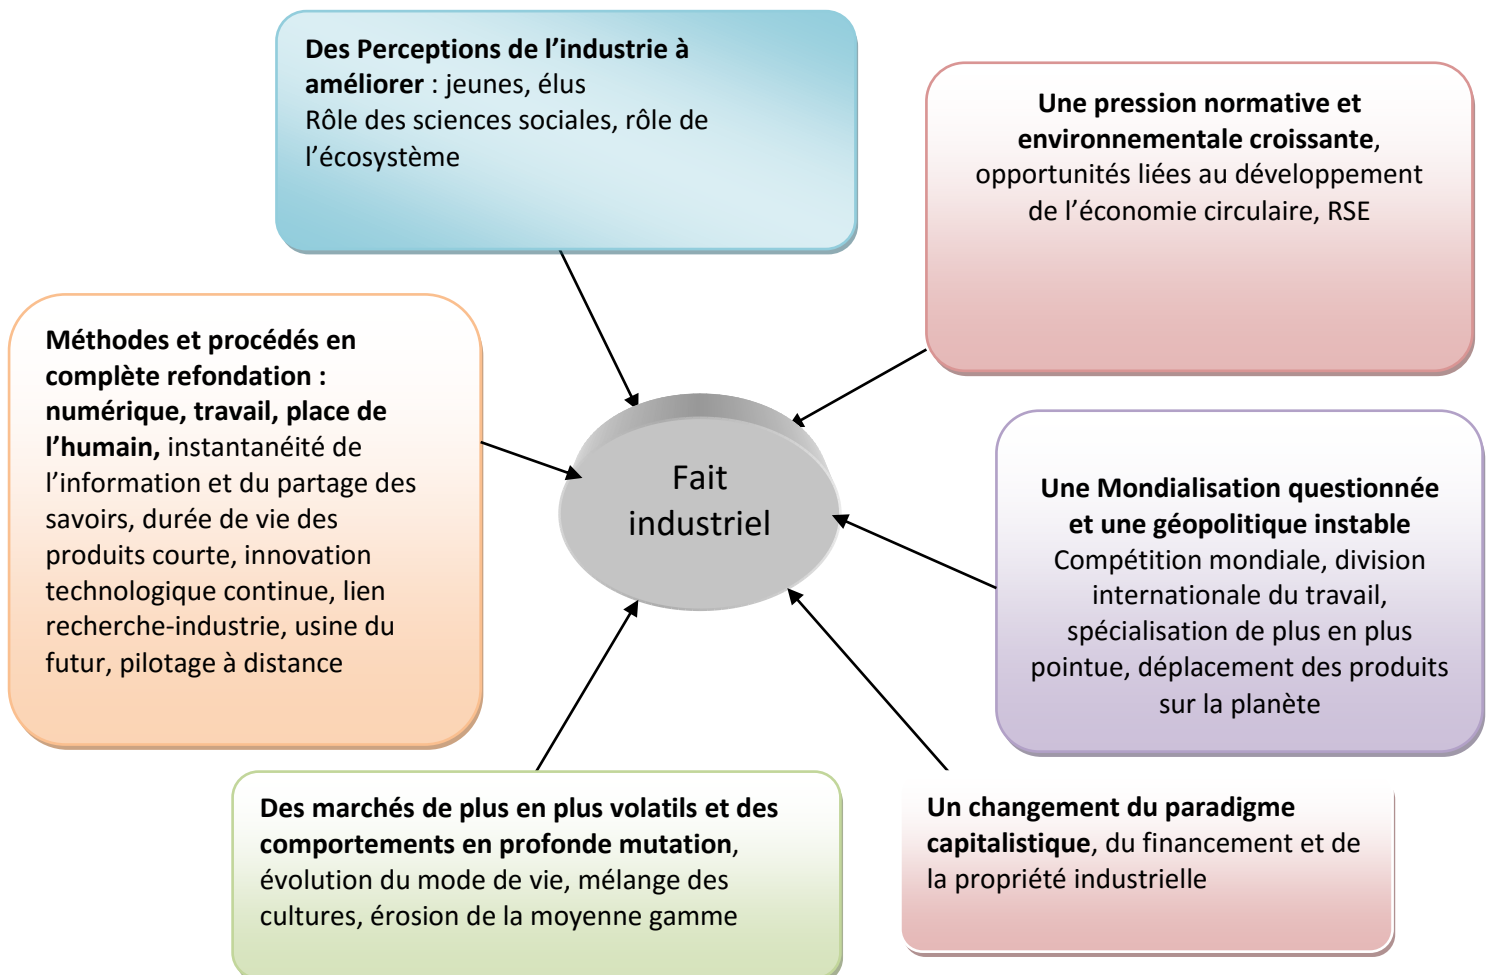 Des Perceptions de l’industrie à
améliorer : jeunes, élus
Rôle des sciences sociales, rôle de
l’écosystème
Une pression normative et
environnementale croissante,
opportunités liées au développement
de l’économie circulaire, RSE
Méthodes et procédés en
complète refondation :
numérique, travail, place de
l’humain, instantanéité de
l’information et du partage des
savoirs, durée de vie des
produits courte, innovation
technologique continue, lien
recherche-industrie, usine du
futur, pilotage à distance
Fait
industriel
Une Mondialisation questionnée
et une géopolitique instable
Compétition mondiale, division
internationale du travail,
spécialisation de plus en plus
pointue, déplacement des produits
sur la planète
Des marchés de plus en plus volatils et des
comportements en profonde mutation,
évolution du mode de vie, mélange des
cultures, érosion de la moyenne gamme
Un changement du paradigme
capitalistique, du financement et de
la propriété industrielle